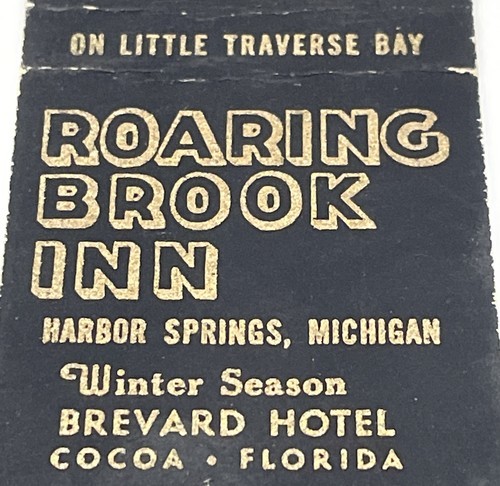 ON LITTLE TRAVERSE BAY
ROARING
BROOK
INN
HARBOR SPRINGS, MICHIGAN
Winter Season
BREVARD HOTEL
COCOA • FLORIDA